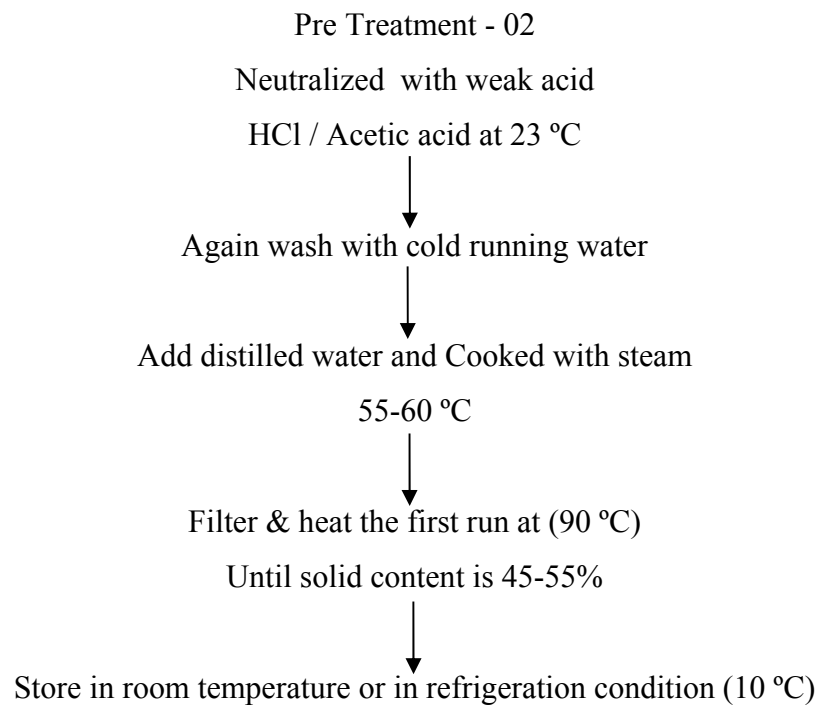 Pre Treatment - 02
Neutralized with weak acid
HCl / Acetic acid at 23 ºC
Again wash with cold running water
Add distilled water and Cooked with steam
55-60 ºC
Filter & heat the first run at (90 ºC)
Until solid content is 45-55%
Store in room temperature or in refrigeration condition (10 ºC)